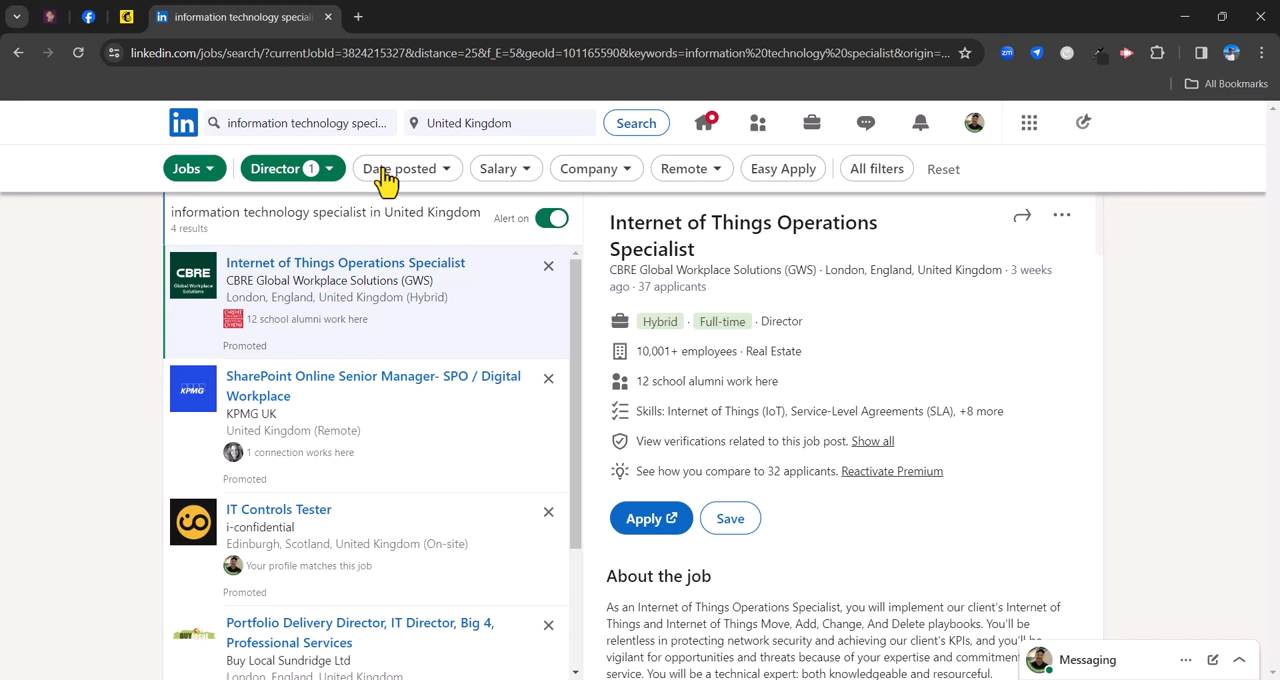 information technology speciali
linkedin.com/jobs/search/?currentJobId=3824215327&distance=25&f_E=5&geoId=101165590&keywords=information%20technology%20specialist&origin=...
All Bookmarks
information technology speci...
United Kingdom
Search
Jobs
Director 1
Date posted
Salary
Company
Remote
Easy Apply
All filters
Reset
information technology specialist in United Kingdom
4 results
Alert on
CBRE
Global Workplace
Solutions
Internet of Things Operations Specialist
CBRE Global Workplace Solutions (GWS)
London, England, United Kingdom (Hybrid)
12 school alumni work here
Promoted
KPMG
SharePoint Online Senior Manager- SPO / Digital
Workplace
KPMG UK
United Kingdom (Remote)
1 connection works here
Promoted
IT Controls Tester
i-confidential
Edinburgh, Scotland, United Kingdom (On-site)
Your profile matches this job
Promoted
Portfolio Delivery Director, IT Director, Big 4,
Professional Services
Buy Local Sundridge Ltd
London, England, United Kingdom
Internet of Things Operations
Specialist
CBRE Global Workplace Solutions (GWS) · London, England, United Kingdom · 3 weeks
ago · 37 applicants
Hybrid · Full-time · Director
10,001+ employees · Real Estate
12 school alumni work here
Skills: Internet of Things (IoT), Service-Level Agreements (SLA), +8 more
View verifications related to this job post. Show all
See how you compare to 32 applicants. Reactivate Premium
Apply
Save
About the job
As an Internet of Things Operations Specialist, you will implement our client's Internet of
Things and Internet of Things Move, Add, Change, And Delete playbooks. You'll be
relentless in protecting network security and achieving our client's KPIs, and you'll be
vigilant for opportunities and threats because of your expertise and commitment
service. You will be a technical expert: both knowledgeable and resourceful.
Messaging